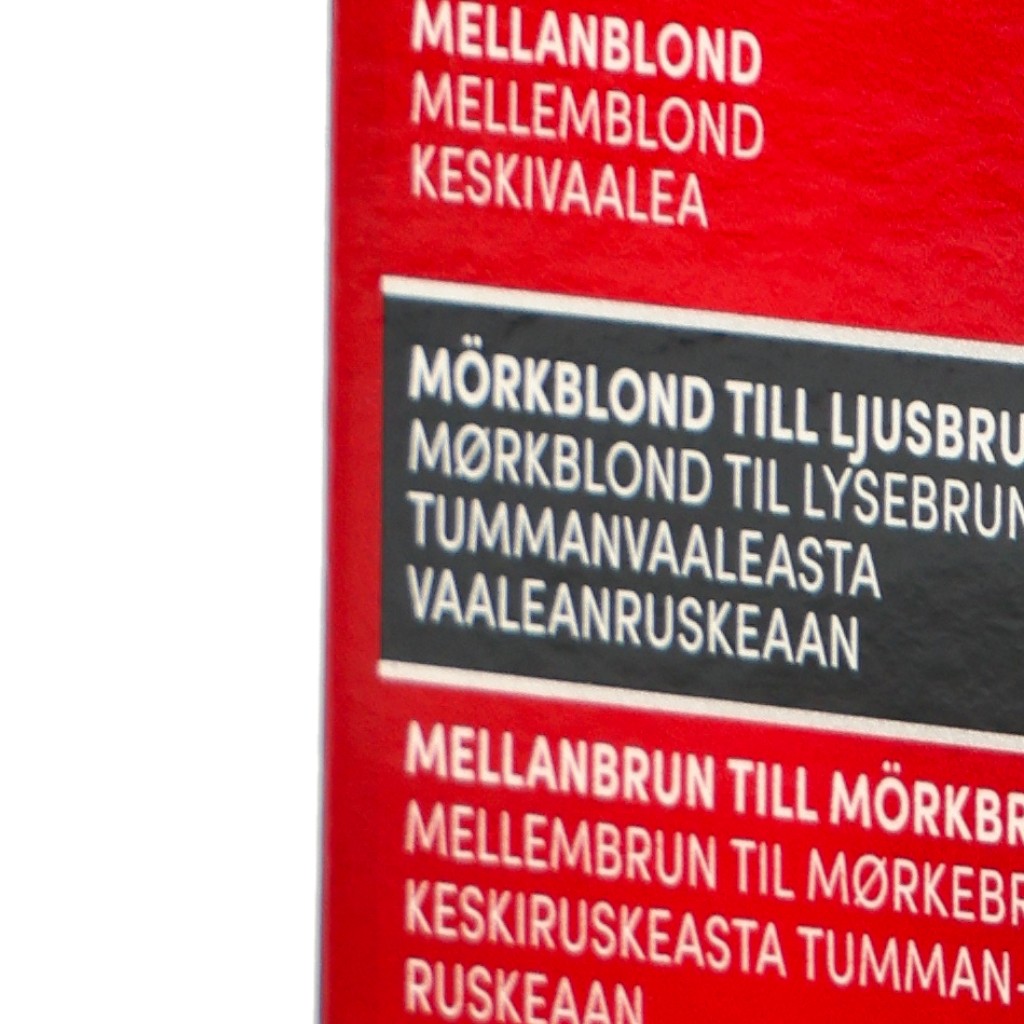 MELLANBLOND
MELLEMBLOND
KESKIVAALEA
MÖRKBLOND TILL LJUSBRU
MØRKBLOND TIL LYSEBRUN
TUMMANVAALEASTA
VAALEANRUSKEAAN
MELLANBRUN TILL MÖRKBR
MELLEMBRUN TIL MØRKEBR
KESKIRUSKEASTA TUMMAN-
RUSKEAAN